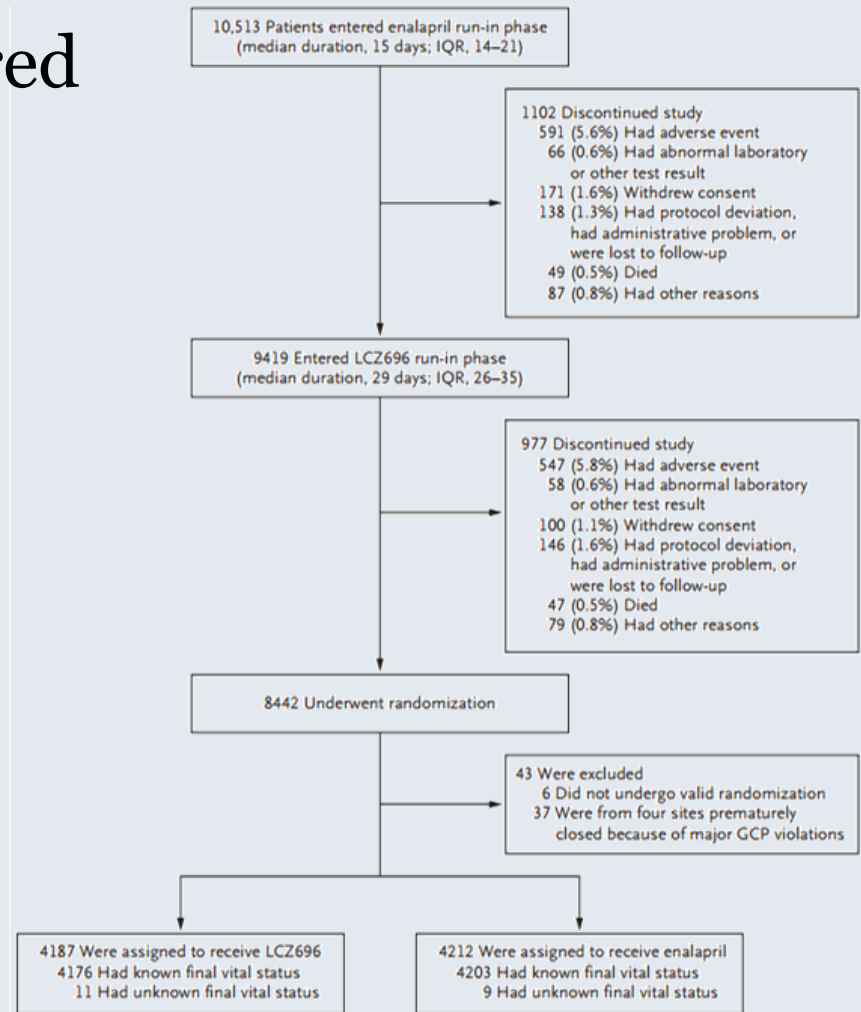 red
10,513 Patients entered enalapril run-in phase
(median duration, 15 days; IQR, 14–21)
1102 Discontinued study
591 (5.6%) Had adverse event
66 (0.6%) Had abnormal laboratory
or other test result
171 (1.6%) Withdrew consent
138 (1.3%) Had protocol deviation,
had administrative problem, or
were lost to follow-up
49 (0.5%) Died
87 (0.8%) Had other reasons
9419 Entered LCZ696 run-in phase
(median duration, 29 days; IQR, 26–35)
977 Discontinued study
547 (5.8%) Had adverse event
58 (0.6%) Had abnormal laboratory
or other test result
100 (1.1%) Withdrew consent
146 (1.6%) Had protocol deviation,
had administrative problem, or
were lost to follow-up
47 (0.5%) Died
79 (0.8%) Had other reasons
8442 Underwent randomization
43 Were excluded
6 Did not undergo valid randomization
37 Were from four sites prematurely
closed because of major GCP violations
4187 Were assigned to receive LCZ696
4176 Had known final vital status
11 Had unknown final vital status
4212 Were assigned to receive enalapril
4203 Had known final vital status
9 Had unknown final vital status